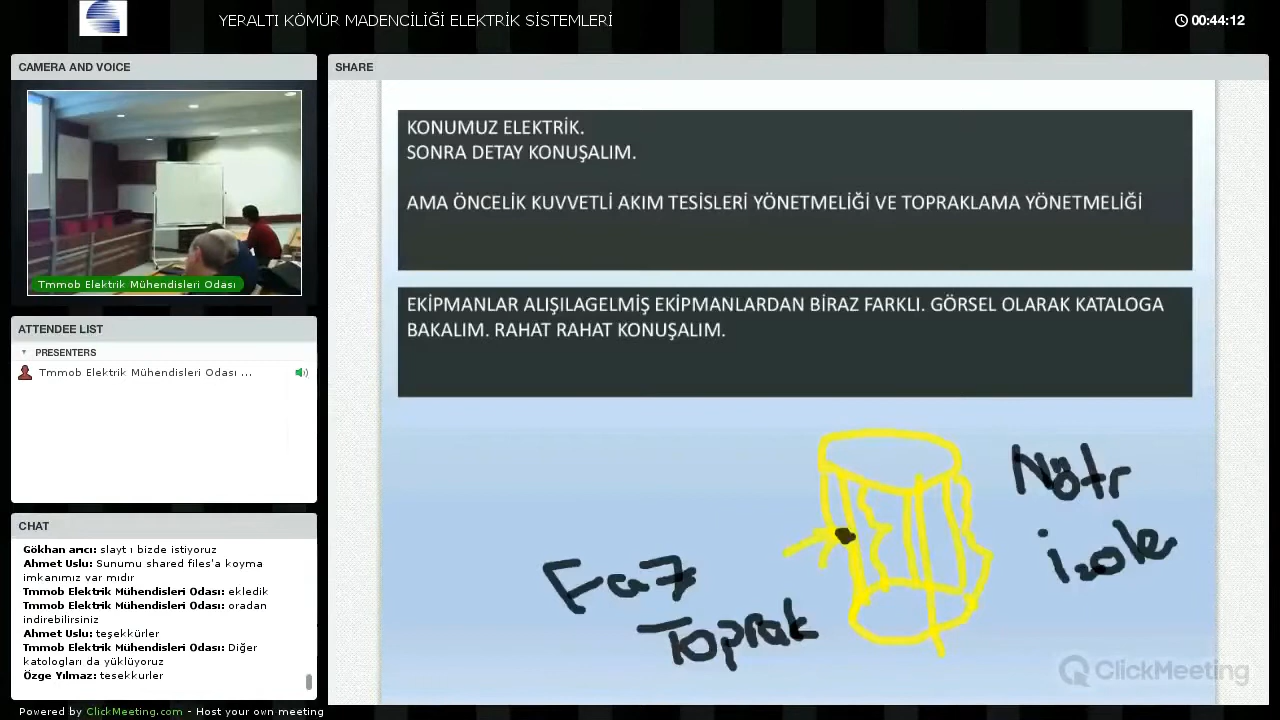 YERALTI KÖMÜR MADENCİLİĞİ ELEKTRİK SİSTEMLERİ
00:44:12
CAMERA AND VOICE
Tmmob Elektrik Mühendisleri Odası
ATTENDEE LIST
PRESENTERS
Tmmob Elektrik Mühendisleri Odası ...
CHAT
Gökhan arıcı: slayt ı bizde istiyoruz
Ahmet Uslu: Sunumu shared files'a koyma
imkanımız var mıdır
Tmmob Elektrik Mühendisleri Odası: ekledik
Tmmob Elektrik Mühendisleri Odası: oradan
indirebilirsiniz
Ahmet Uslu: teşekkürler
Tmmob Elektrik Mühendisleri Odası: Diğer
katologları da yüklüyoruz
Özge Yılmaz: tesekkurler
SHARE
KONUMUZ ELEKTRİK.
SONRA DETAY KONUŞALIM.
AMA ÖNCELİK KUVVETLİ AKIM TESİSLERİ YÖNETMELİĞİ VE TOPRAKLAMA YÖNETMELİĞİ
EKİPMANLAR ALIŞILAGELMİŞ EKİPMANLARDAN BİRAZ FARKLI. GÖRSEL OLARAK KATALOGA
BAKALIM. RAHAT RAHAT KONUŞALIM.
Nötr
izole
Faz
Toprak
ClickMeeting
Powered by ClickMeeting.com - Host your own meeting